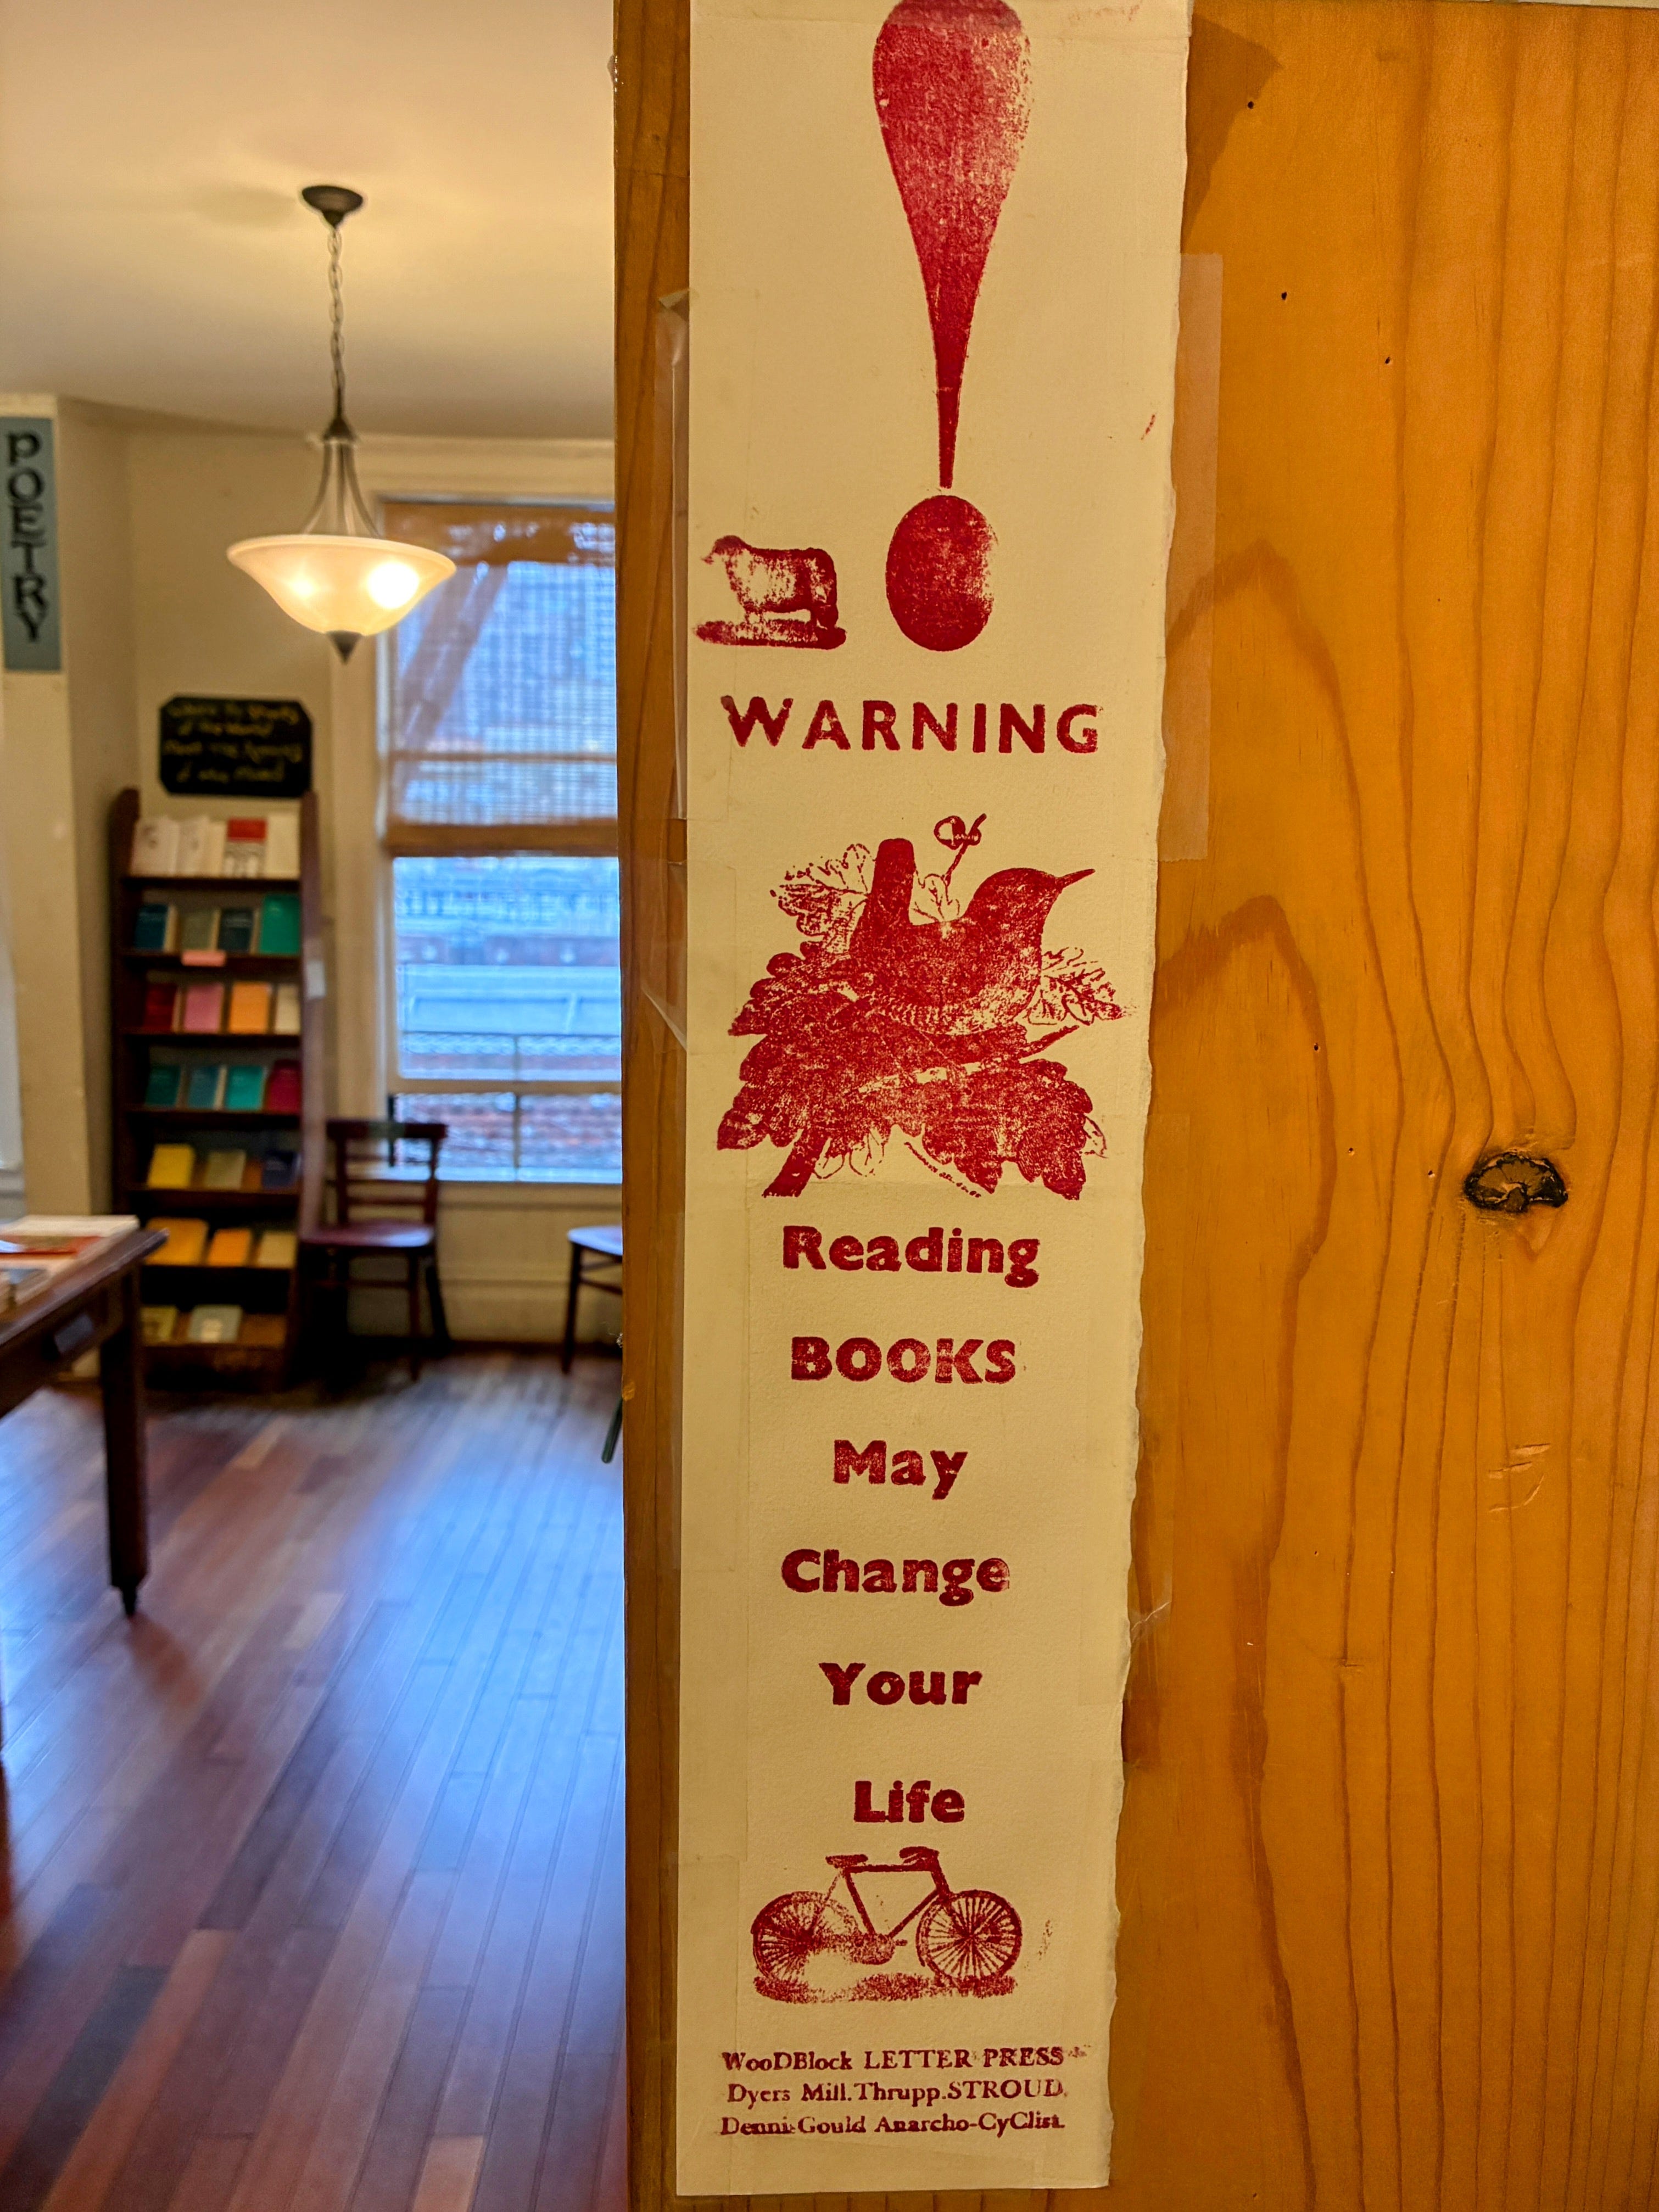 POETRY
!
WARNING
Reading
BOOKS
May
Change
Your
Life
WooDBlock LETTER PRESS
Dyers Mill.Thrupp.STROUD.
Denni Gould Anarcho-CyClist